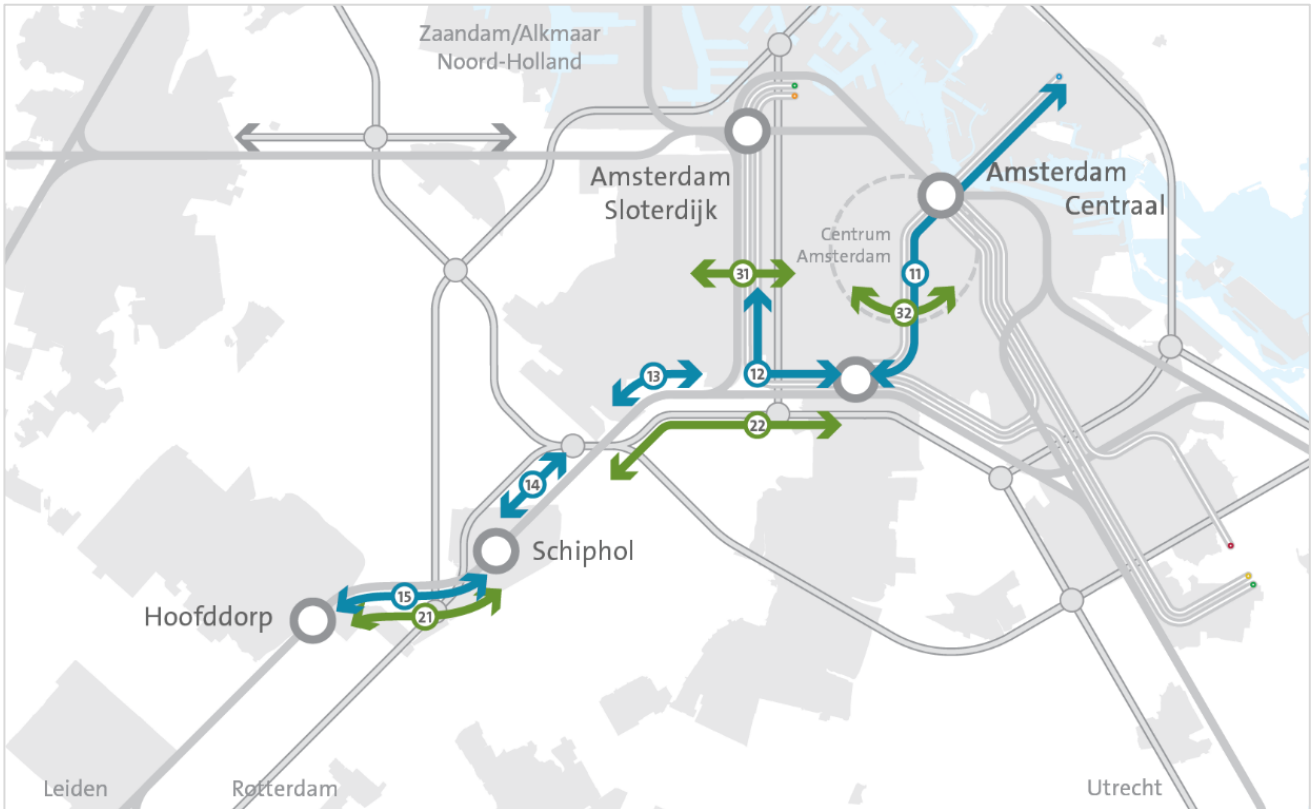 Zaandam/Alkmaar
Noord-Holland
Amsterdam
Sloterdijk
Amsterdam
Centraal
Centrum
Amsterdam
31
11
32
13
12
22
14
Schiphol
15
21
Hoofddorp
Leiden
Rotterdam
Utrecht